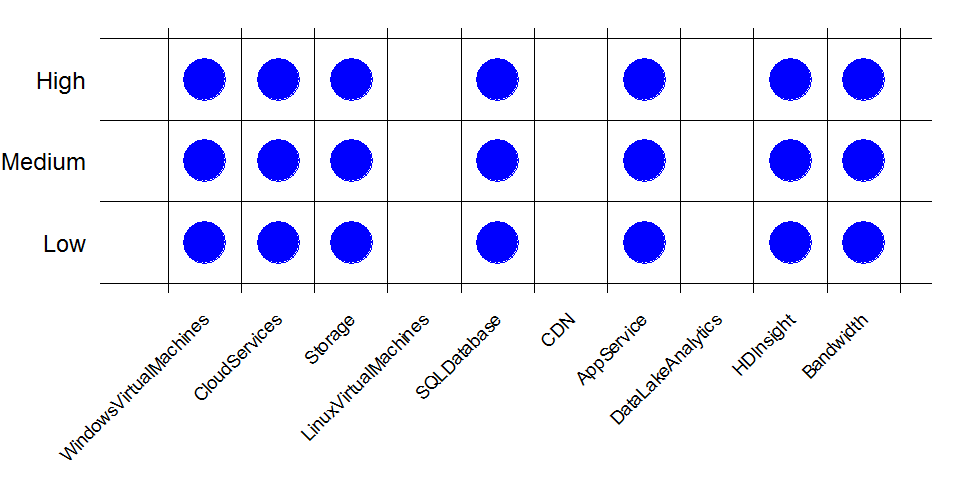 High
Medium
Low
WindowsVirtualMachines
CloudServices
Storage
LinuxVirtualMachines
SQLDatabase
CDN
AppService
DataLakeAnalytics
HDInsight
Bandwidth